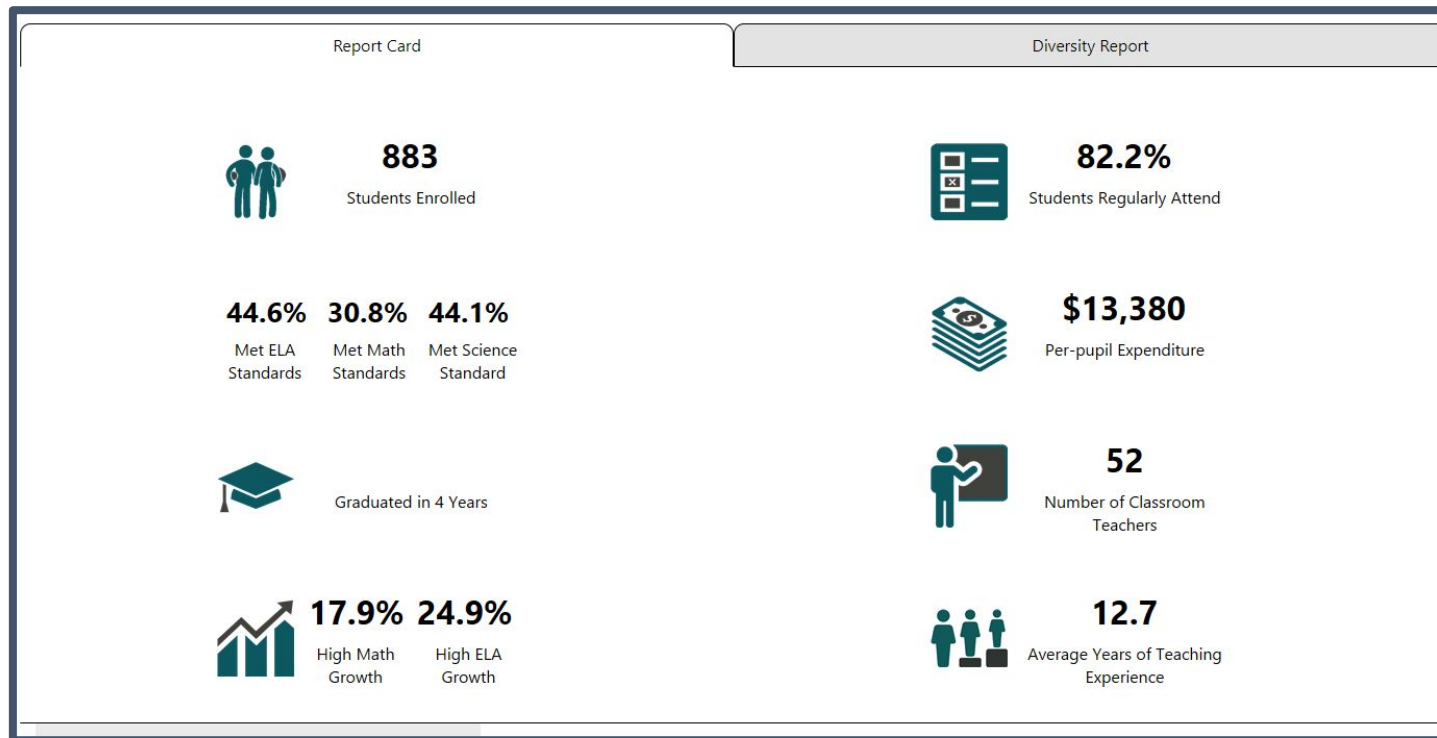 Report Card
Diversity Report
883
Students Enrolled
82.2%
Students Regularly Attend
44.6% 30.8% 44.1%
Met ELA Met Math Met Science
Standards Standards Standard
$13,380
Per-pupil Expenditure
Graduated in 4 Years
52
Number of Classroom
Teachers
17.9% 24.9%
High Math High ELA
Growth Growth
12.7
Average Years of Teaching
Experience